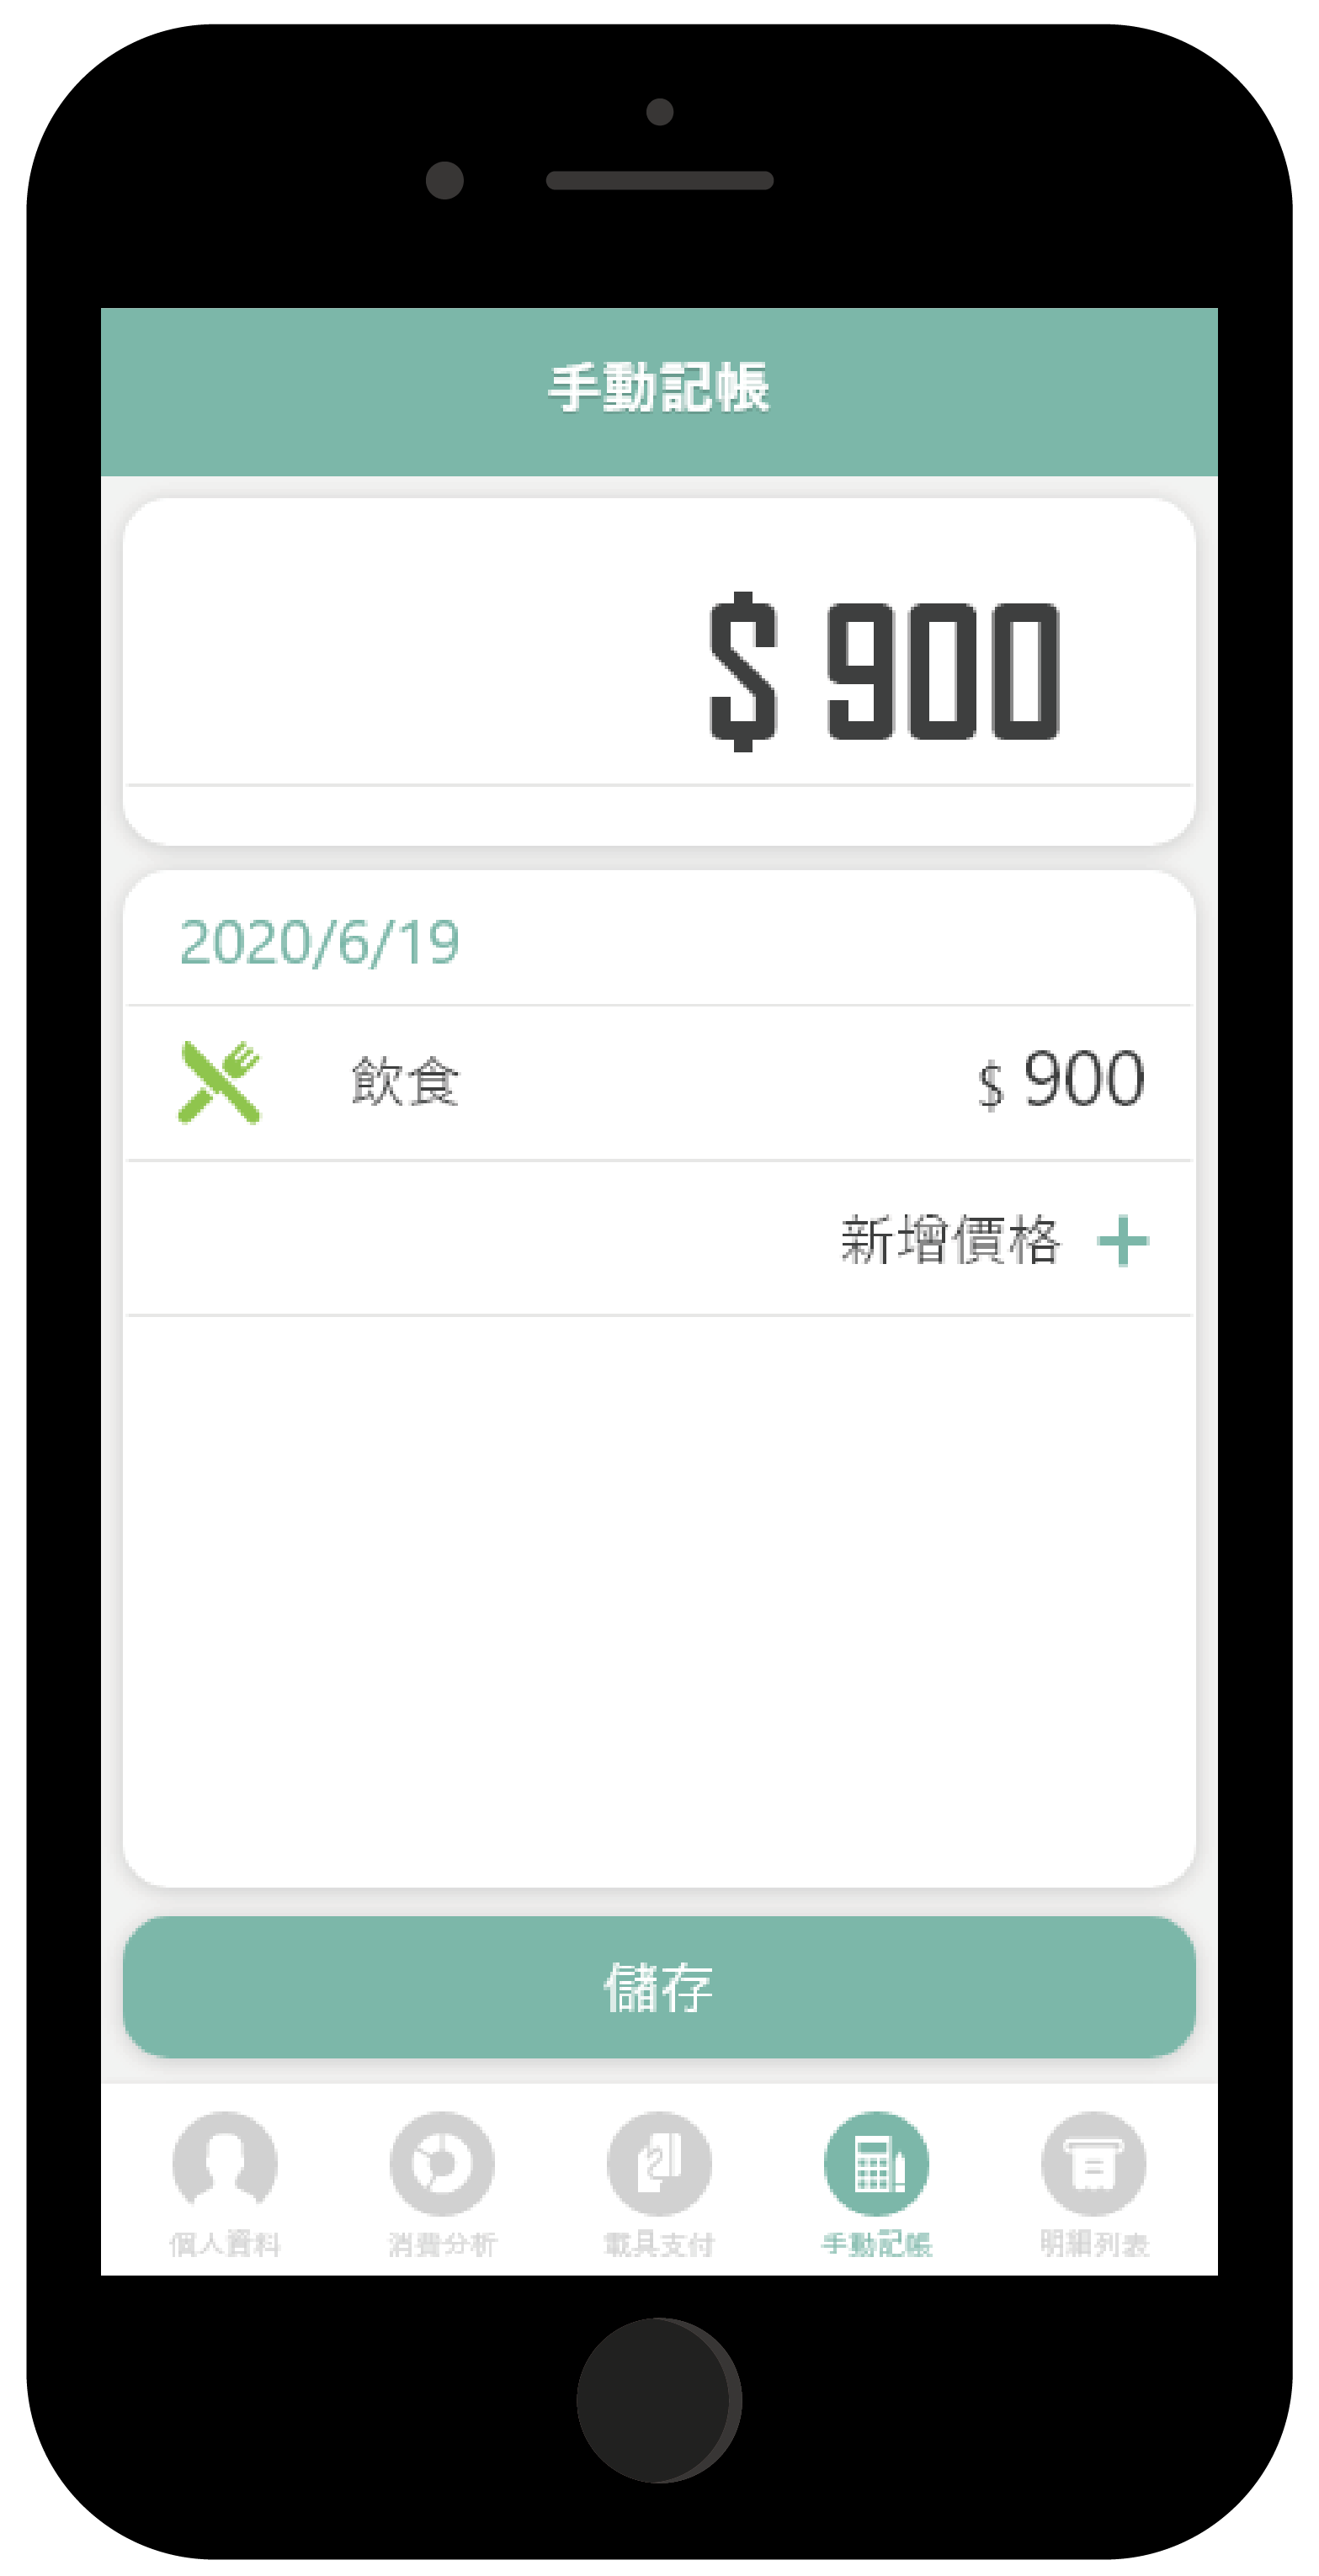 手動記帳
$ 900
2020/6/19
飲食 $ 900
新增價格 +
儲存
個人資料 消費分析 載具支付 手動記帳 明細列表